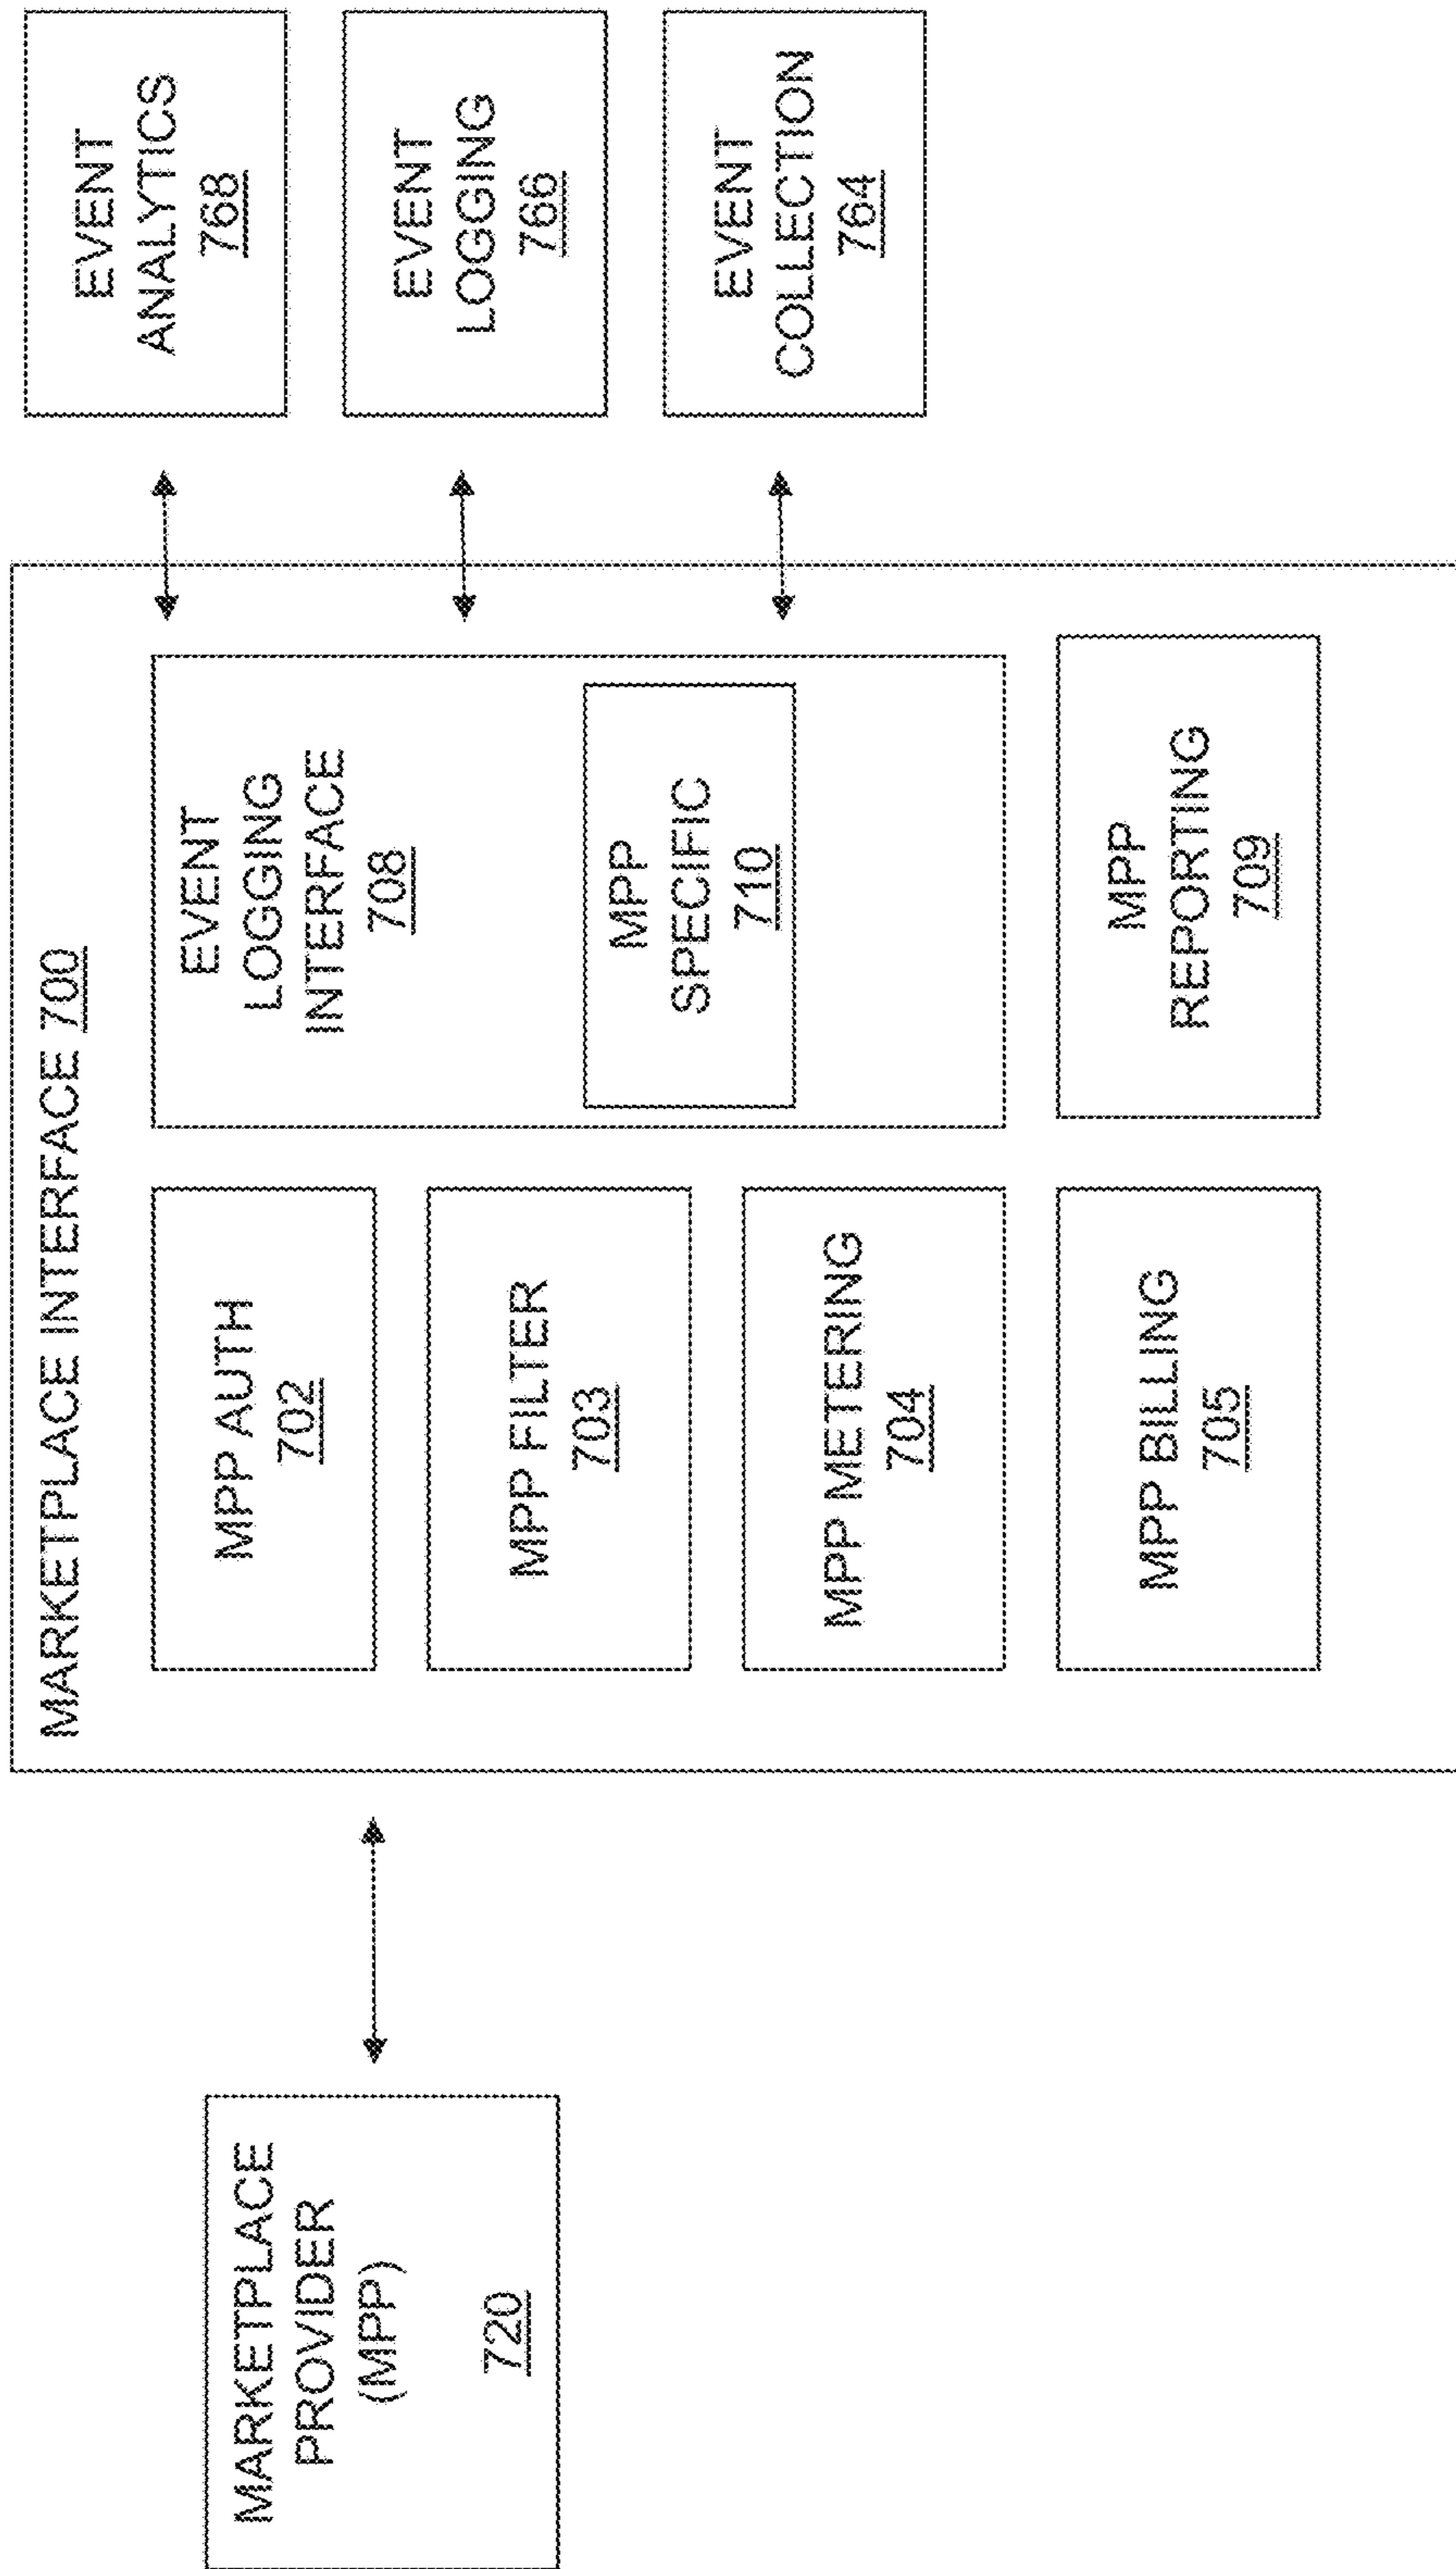 MARKETPLACE
PROVIDER
(MPP)
720
MARKETPLACE INTERFACE 700
MPP AUTH
702
MPP FILTER
703
MPP METERING
704
MPP BILLING
705
EVENT
LOGGING
INTERFACE
708
MPP
SPECIFIC
710
MPP
REPORTING
709
EVENT
ANALYTICS
768
EVENT
LOGGING
766
EVENT
COLLECTION
764